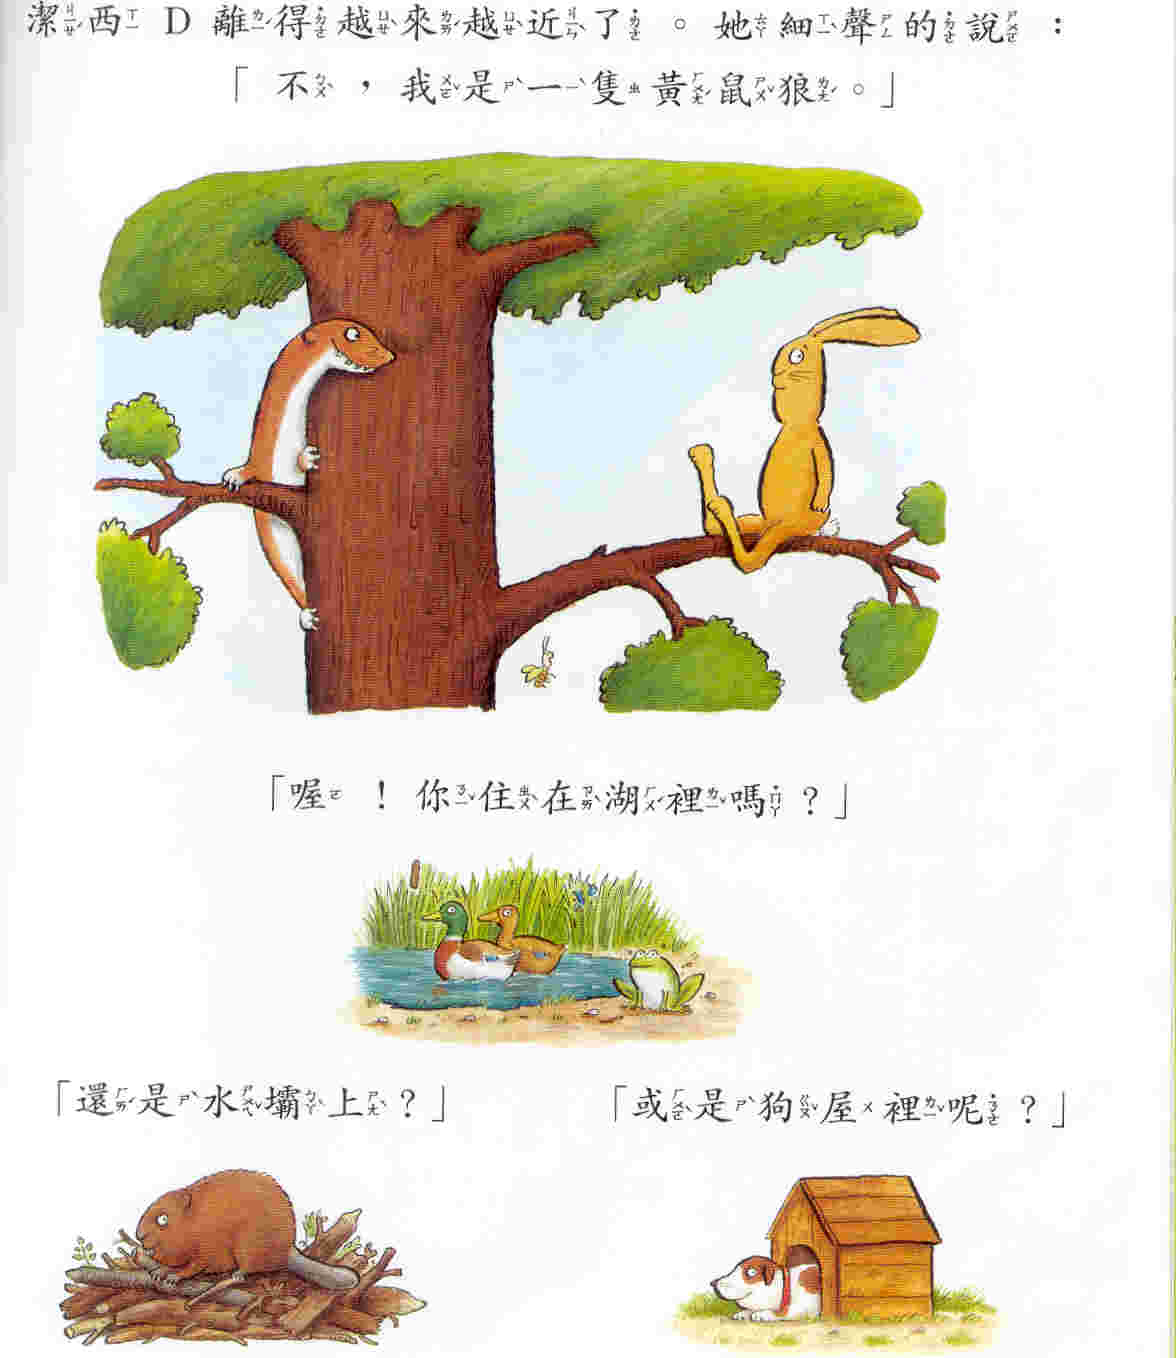 潔西 D 離得越來越近了。她細聲的說：
「不，我是一隻黃鼠狼。」
「喔！你住在湖裡嗎？」
「還是水壩上？」
「或是狗屋裡呢？」